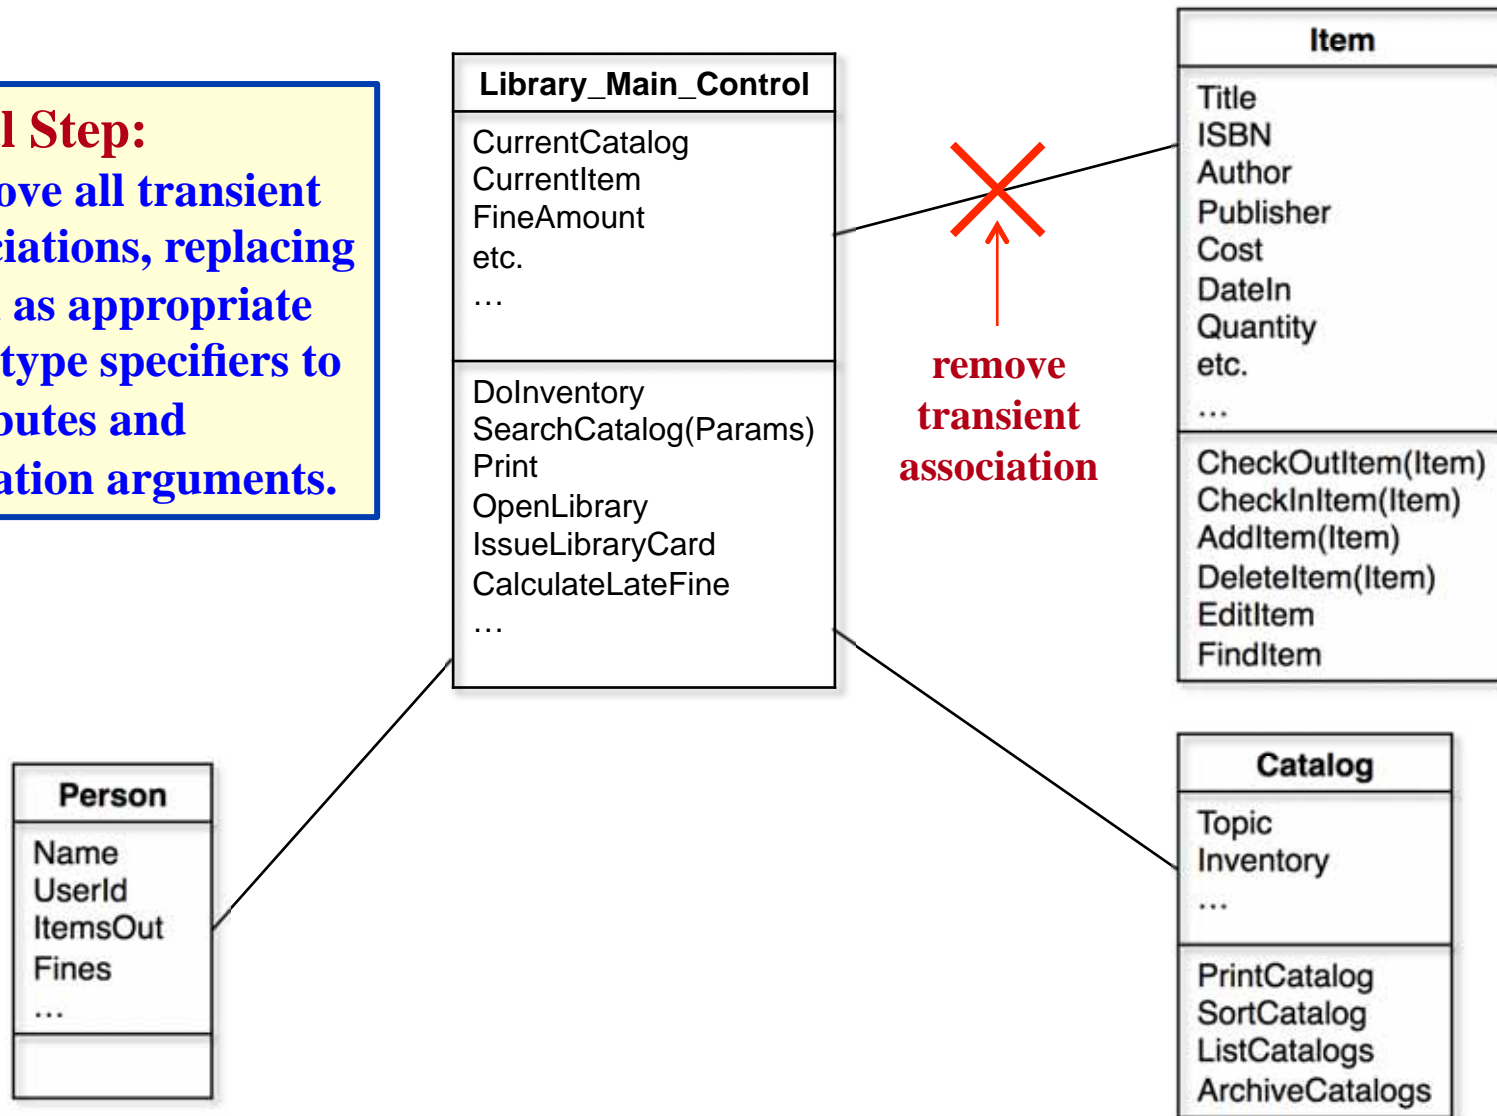 l Step:
ove all transient
ciations, replacing
as appropriate
type specifiers to
butes and
ation arguments.
Library_Main_Control
CurrentCatalog
CurrentItem
FineAmount
etc.
…
DoInventory
SearchCatalog(Params)
Print
OpenLibrary
IssueLibraryCard
CalculateLateFine
…
remove
transient
association
Item
Title
ISBN
Author
Publisher
Cost
DateIn
Quantity
etc.
…
CheckOutItem(Item)
CheckInItem(Item)
AddItem(Item)
DeleteItem(Item)
EditItem
FindItem
Person
Name
UserId
ItemsOut
Fines
…
Catalog
Topic
Inventory
…
PrintCatalog
SortCatalog
ListCatalogs
ArchiveCatalogs